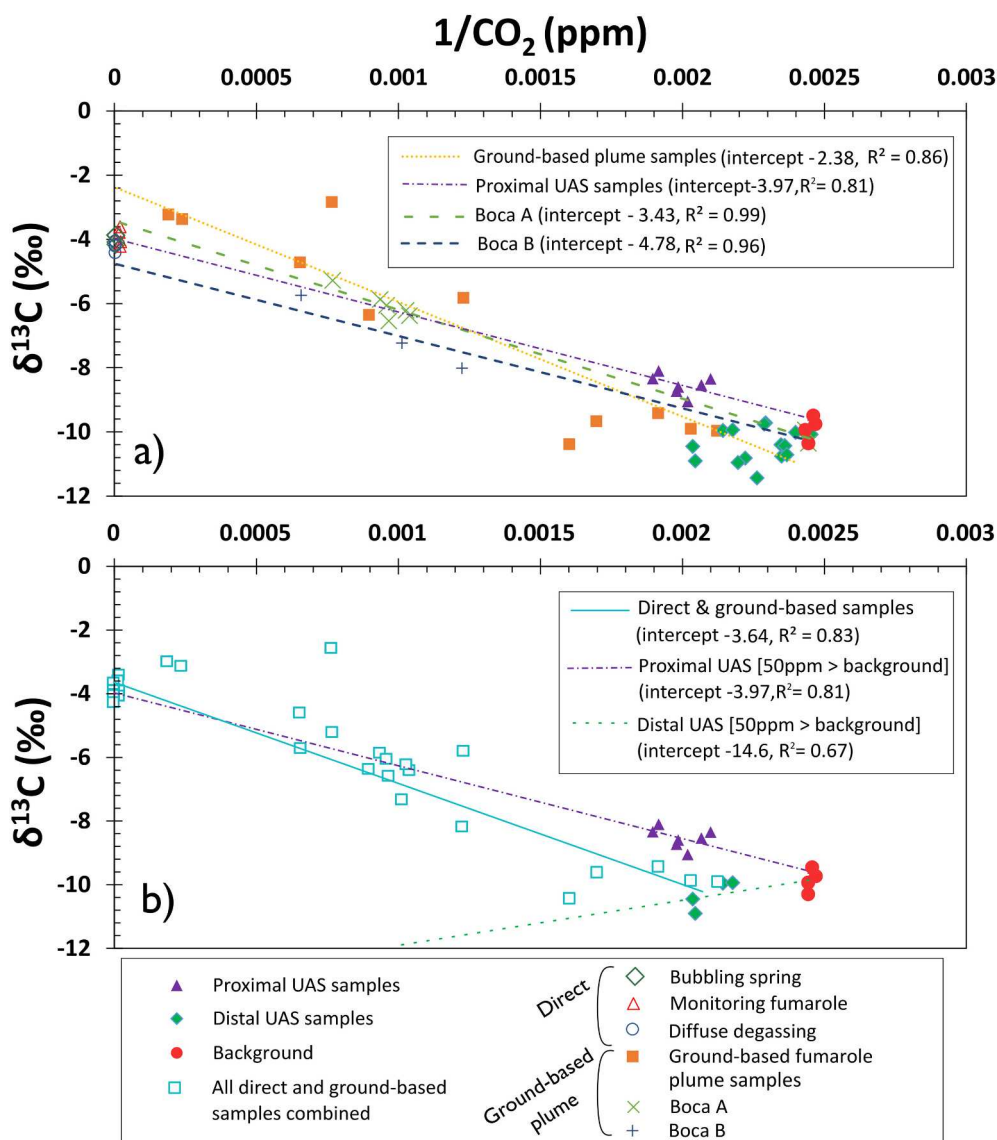 1/CO₂ (ppm)
0 0.0005 0.001 0.0015 0.002 0.0025 0.003
0
-2
-4
-6
-8
-10
-12
δ¹³C (‰)
Ground-based plume samples (intercept -2.38, R² = 0.86)
Proximal UAS samples (intercept-3.97,R²= 0.81)
Boca A (intercept - 3.43, R² = 0.99)
Boca B (intercept - 4.78, R² = 0.96)
a)
0 0.0005 0.001 0.0015 0.002 0.0025 0.003
0
-2
-4
-6
-8
-10
-12
δ¹³C (‰)
Direct & ground-based samples
(intercept -3.64, R² = 0.83)
Proximal UAS [50ppm > background]
(intercept -3.97,R²= 0.81)
Distal UAS [50ppm > background]
(intercept -14.6, R²= 0.67)
b)
Proximal UAS samples
Distal UAS samples
Background
All direct and ground-based
samples combined
Direct
Bubbling spring
Monitoring fumarole
Diffuse degassing
Ground-based
plume
Ground-based fumarole
plume samples
Boca A
Boca B